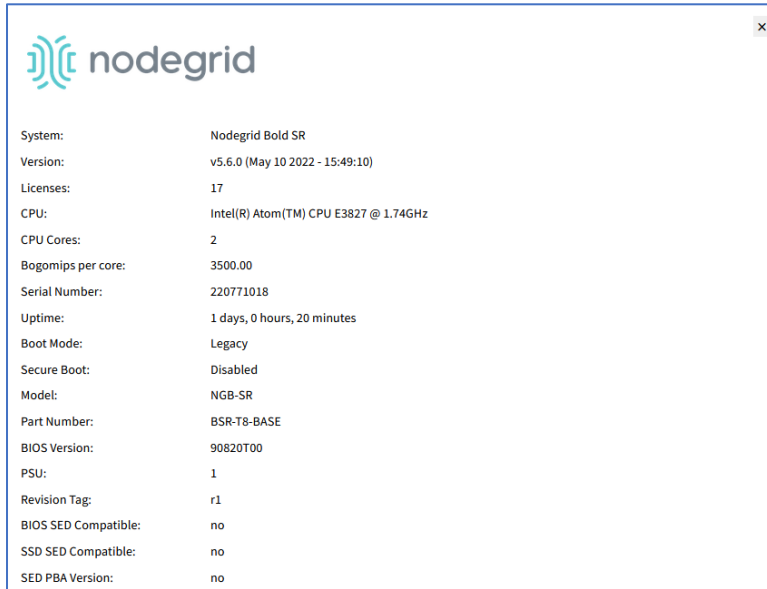 ×
nodegrid
System: Nodegrid Bold SR
Version: v5.6.0 (May 10 2022 - 15:49:10)
Licenses: 17
CPU: Intel(R) Atom(TM) CPU E3827 @ 1.74GHz
CPU Cores: 2
Bogomips per core: 3500.00
Serial Number: 220771018
Uptime: 1 days, 0 hours, 20 minutes
Boot Mode: Legacy
Secure Boot: Disabled
Model: NGB-SR
Part Number: BSR-T8-BASE
BIOS Version: 90820T00
PSU: 1
Revision Tag: r1
BIOS SED Compatible: no
SSD SED Compatible: no
SED PBA Version: no